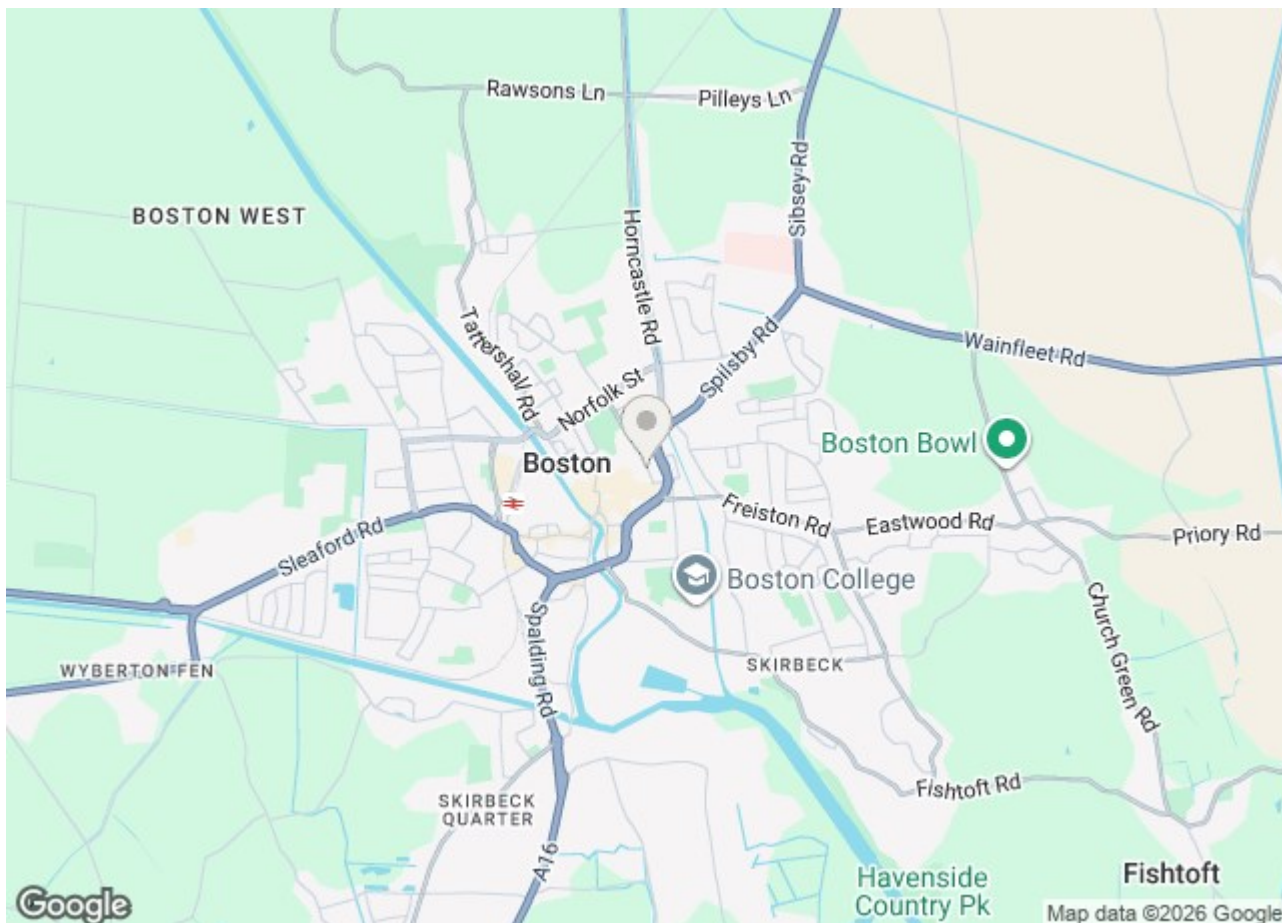 Rawsons Ln
Pilleys Ln
Sibsey Rd
BOSTON WEST
Horncastle Rd
Tattershall Rd
Spilsby Rd
Wainfleet Rd
Norfolk St
Boston Bowl
Boston
Freiston Rd
Eastwood Rd
Priory Rd
Sleaford Rd
Boston College
Spalding Rd
Church Green Rd
WYBERTON FEN
SKIRBECK
SKIRBECK
QUARTER
Fishtoft Rd
A16
Havenside
Country Pk
Fishtoft
Google
Map data ©2026 Google